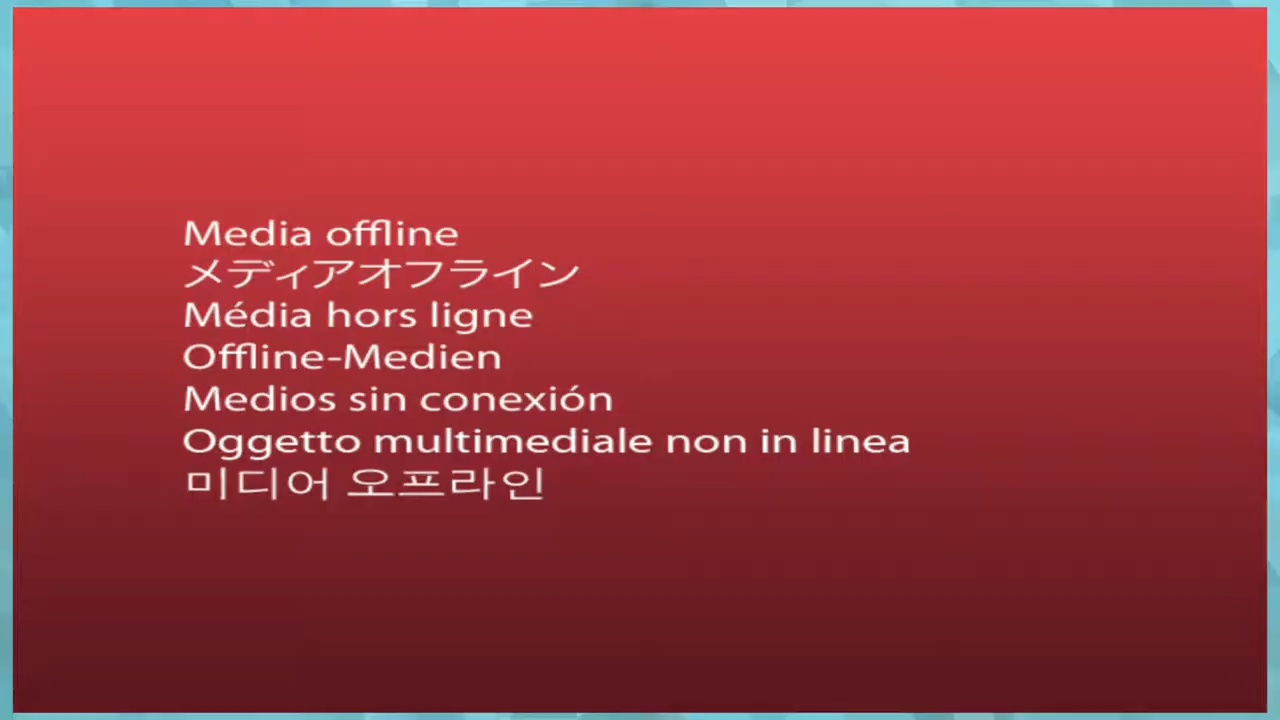 Media offline
メディアオフライン
Média hors ligne
Offline-Medien
Medios sin conexión
Oggetto multimediale non in linea
미디어 오프라인